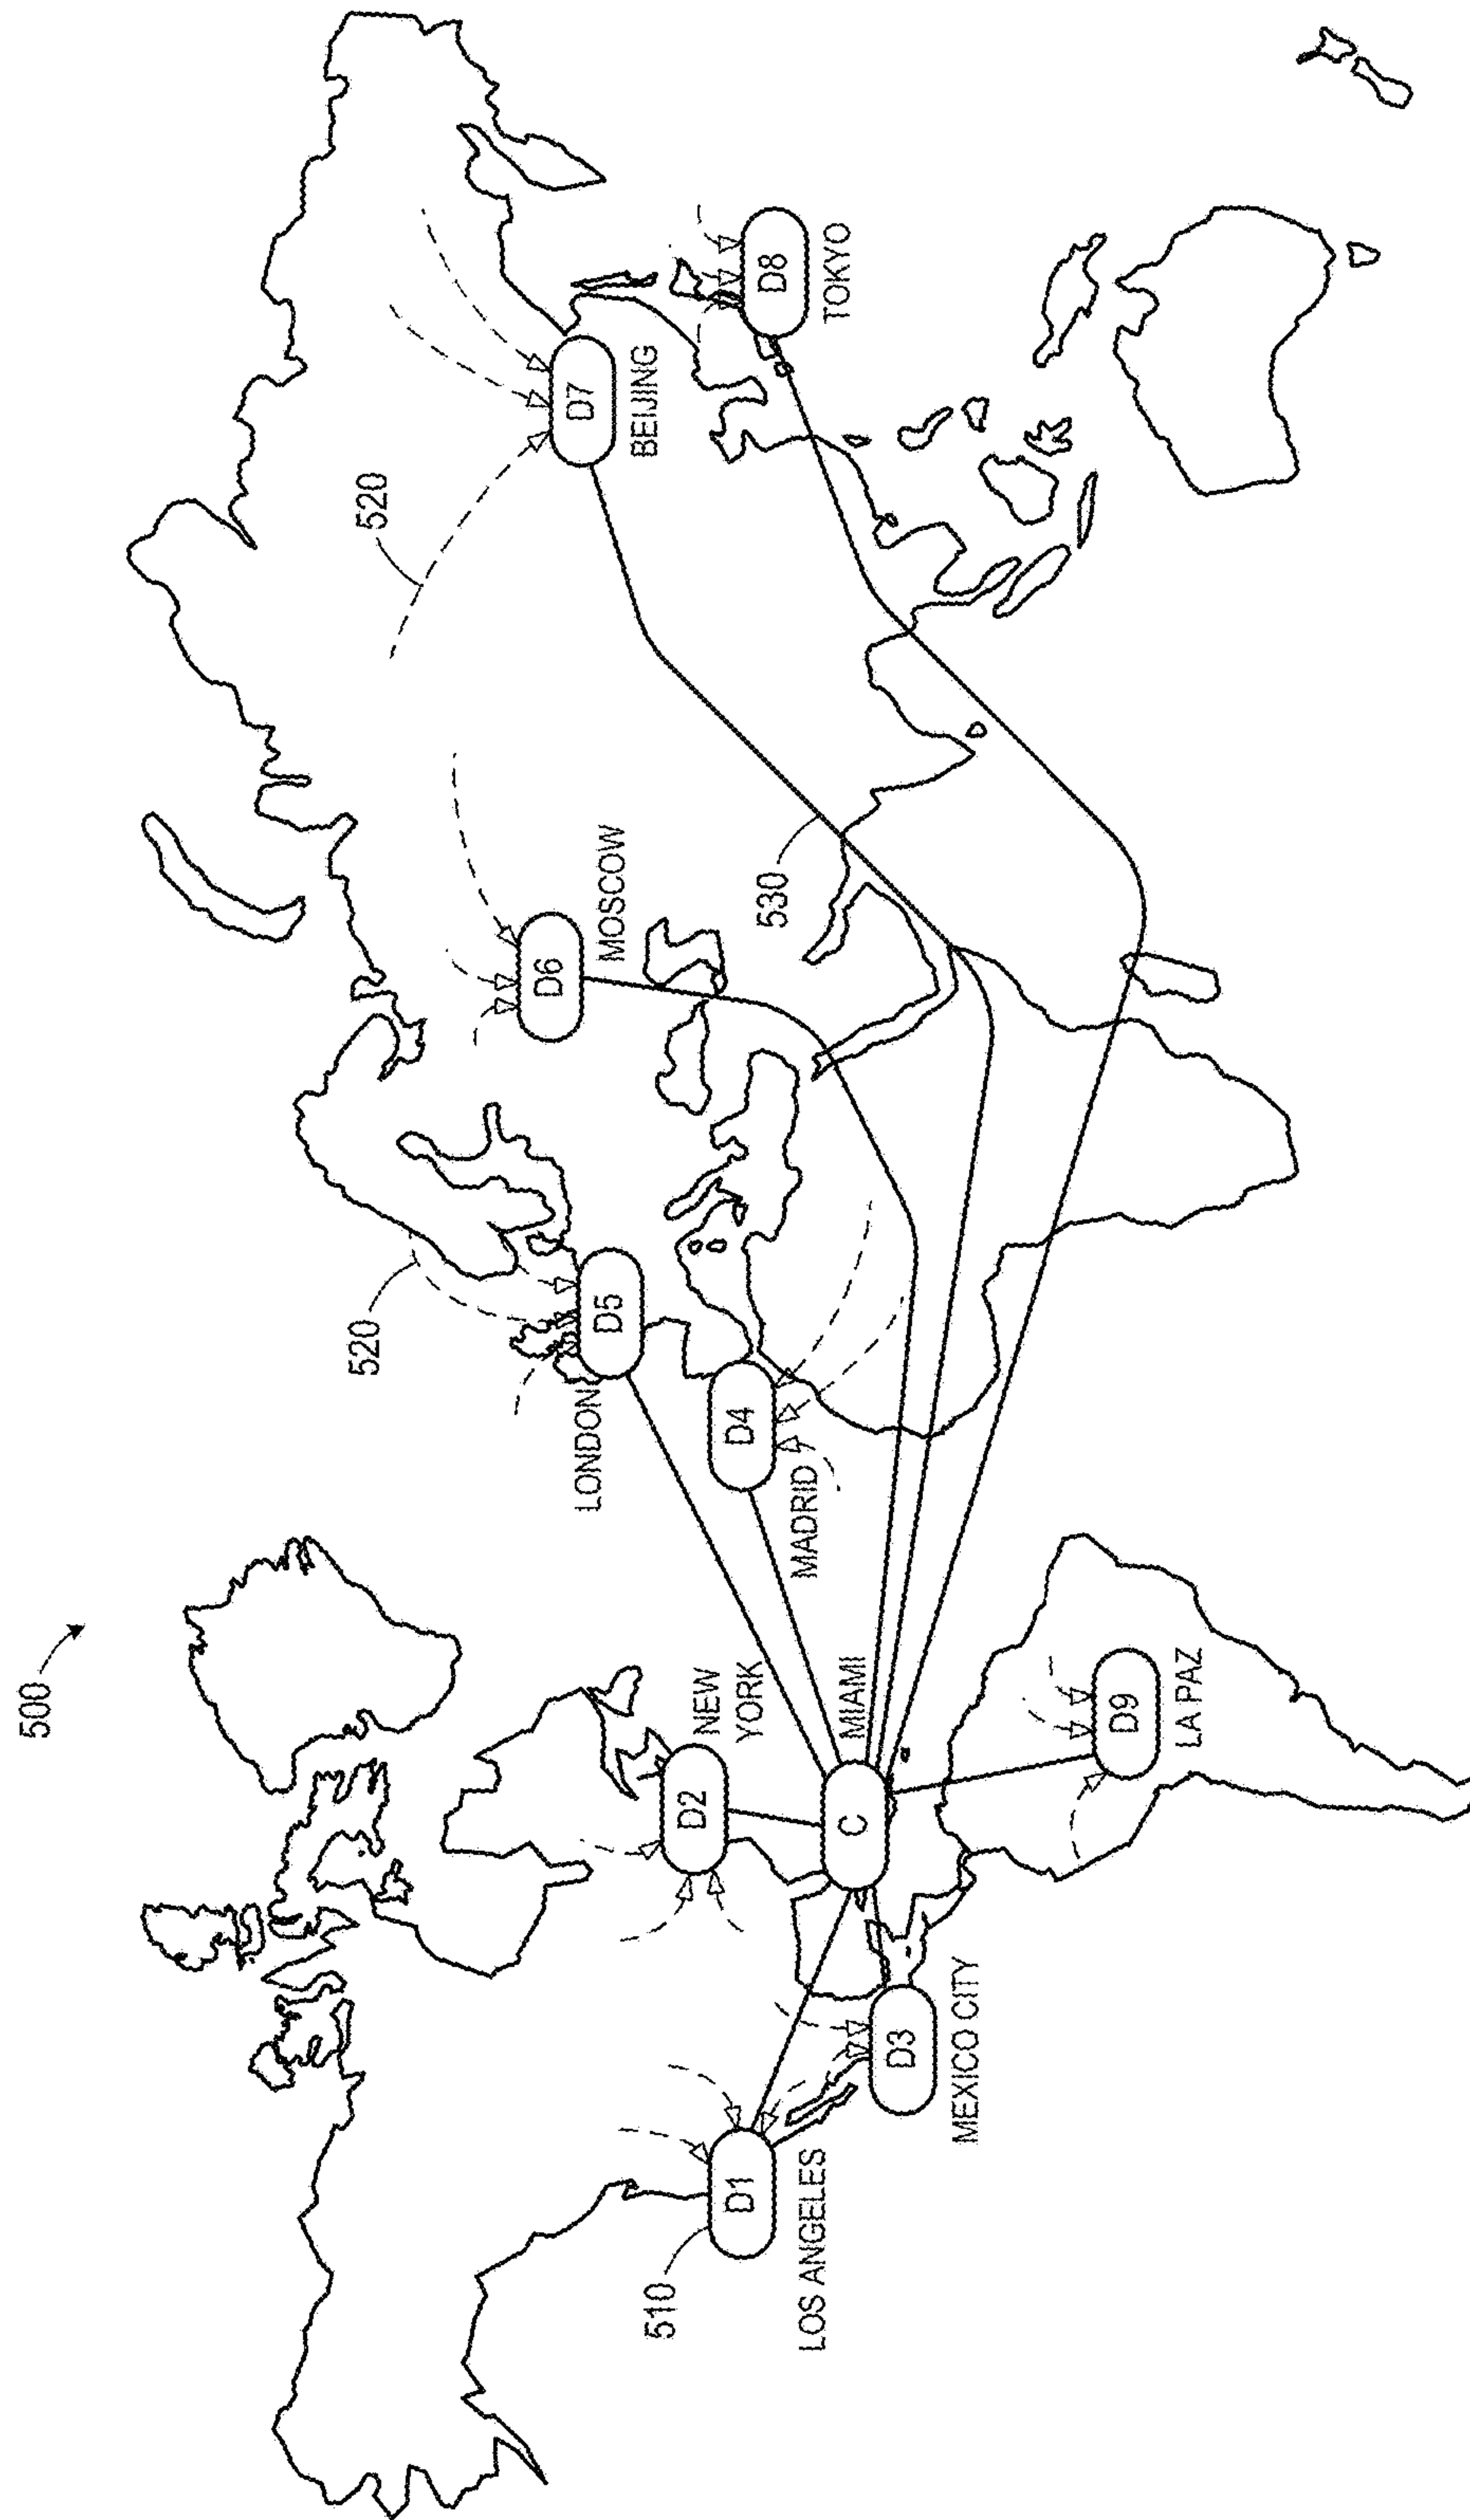 500
520
520
D7
BEIJING
D8
TOKYO
D6
MOSCOW
530
D5
LONDON
D4
MADRID
D2
NEW
YORK
C
MIAMI
D1
510
LOS ANGELES
D3
MEXICO CITY
D9
LA PAZ